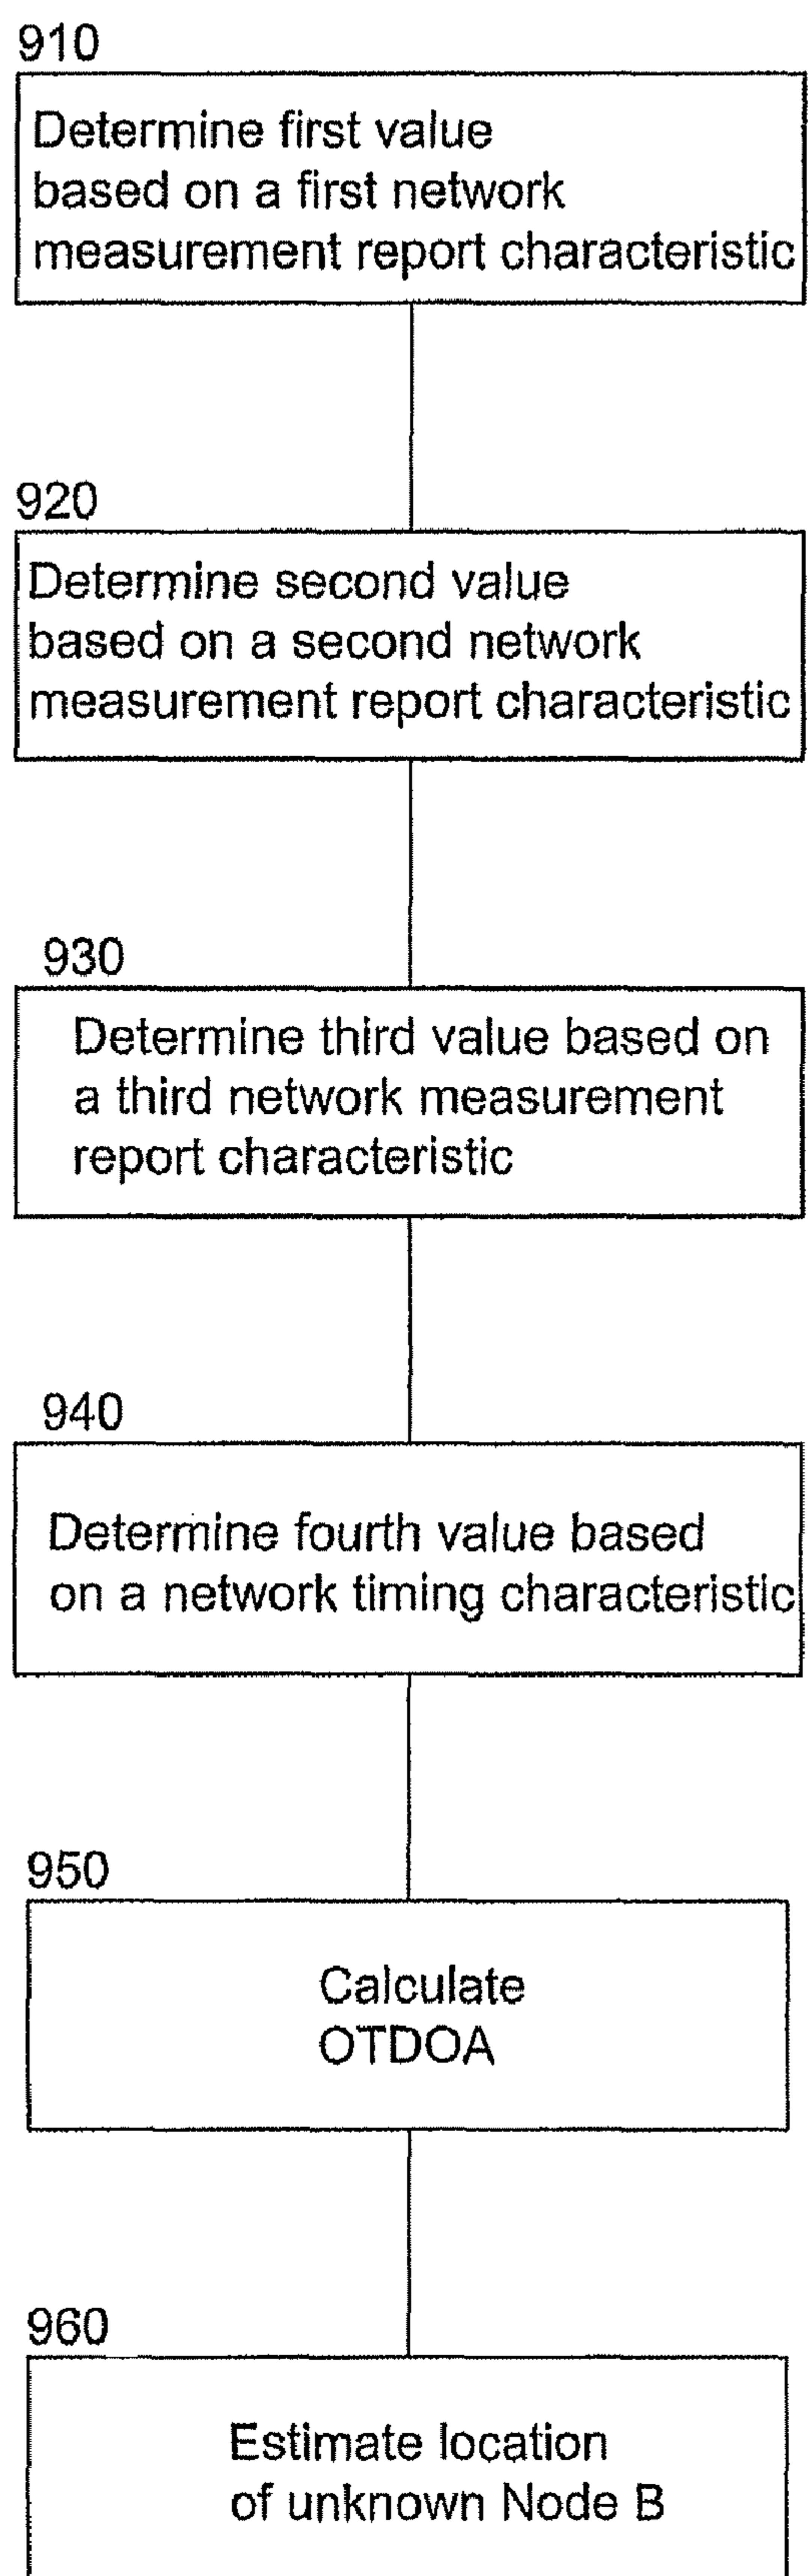 910
Determine first value
based on a first network
measurement report characteristic
920
Determine second value
based on a second network
measurement report characteristic
930
Determine third value based on
a third network measurement
report characteristic
940
Determine fourth value based
on a network timing characteristic
950
Calculate
OTDOA
960
Estimate location
of unknown Node B